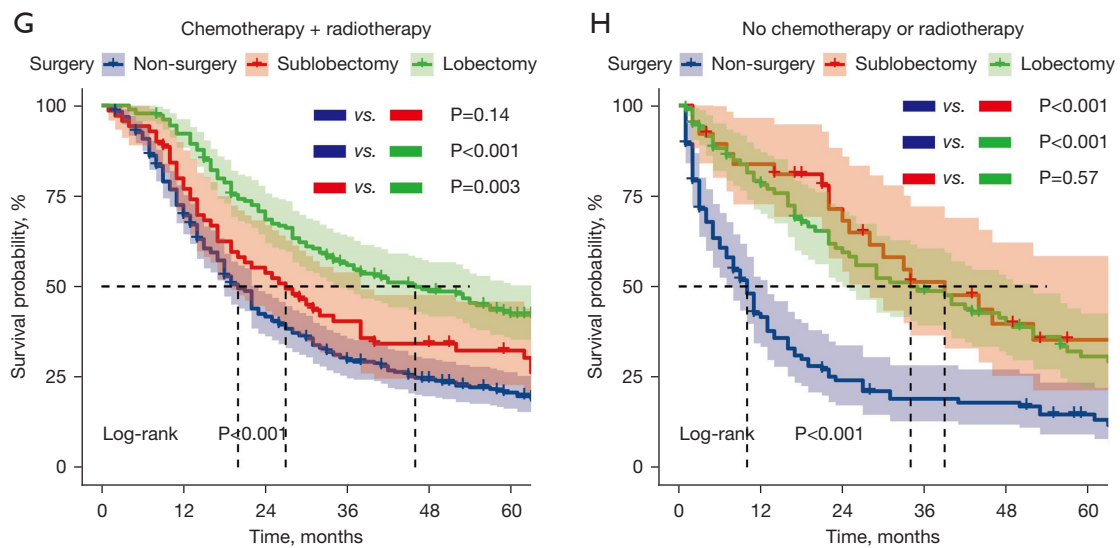 G
Chemotherapy + radiotherapy
Surgery Non-surgery Sublobectomy Lobectomy
100
75
50
25
0
Survival probability, %
vs. P=0.14
vs. P<0.001
vs. P=0.003
Log-rank P<0.001
0 12 24 36 48 60
Time, months
H
No chemotherapy or radiotherapy
Surgery Non-surgery Sublobectomy Lobectomy
100
75
50
25
0
Survival probability, %
vs. P<0.001
vs. P<0.001
vs. P=0.57
Log-rank P<0.001
0 12 24 36 48 60
Time, months